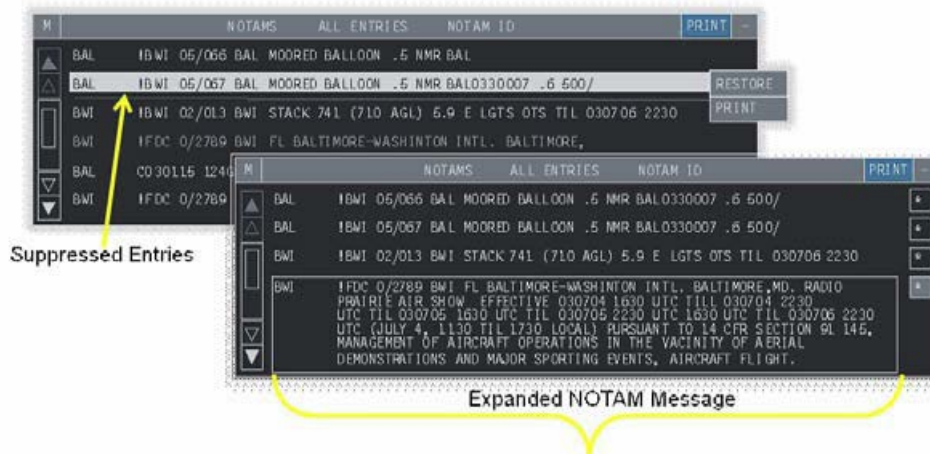 M NOTAMS ALL ENTRIES NOTAM ID PRINT -
BAL !BWI 05/066 BAL MOORED BALLOON .5 NMR BAL
BAL !BWI 05/067 BAL MOORED BALLOON .5 NMR BAL0330007 .6 500/
RESTORE
PRINT
BWI !BWI 02/013 BWI STACK 741 (710 AGL) 5.9 E LGTS OTS TIL 030706 2230
BWI !FDC 0/2789 BWI FL BALTIMORE-WASHINTON INTL. BALTIMORE,
BAL CO30115 1240
BWI !FDC 0/2789
Suppressed Entries
M NOTAMS ALL ENTRIES NOTAM ID PRINT -
BAL !BWI 05/066 BAL MOORED BALLOON .5 NMR BAL0330007 .6 500/ *
BAL !BWI 05/067 BAL MOORED BALLOON .5 NMR BAL0330007 .6 500/ *
BWI !BWI 02/013 BWI STACK 741 (710 AGL) 5.9 E LGTS OTS TIL 030706 2230 *
BWI !FDC 0/2789 BWI FL BALTIMORE-WASHINTON INTL. BALTIMORE,MD. RADIO *
PRAIRIE AIR SHOW EFFECTIVE 030704 1630 UTC TILL 030704 2230
UTC TIL 030705 1630 UTC TIL 030705 2230 UTC 1630 UTC TIL 030706 2230
UTC (JULY 4, 1130 TIL 1730 LOCAL) PURSUANT TO 14 CFR SECTION 91 145,
MANAGEMENT OF AIRCRAFT OPERATIONS IN THE VACINITY OF AERIAL
DEMONSTRATIONS AND MAJOR SPORTING EVENTS, AIRCRAFT FLIGHT.
Expanded NOTAM Message